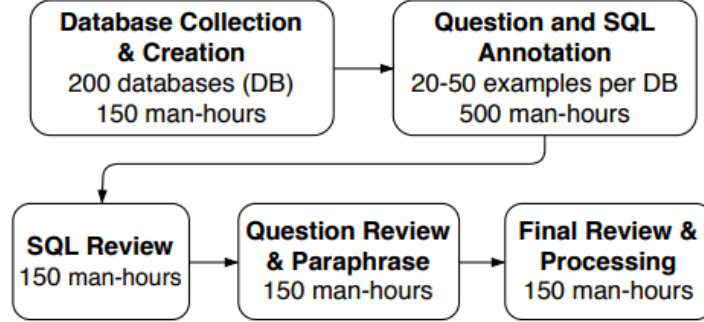 Database Collection
& Creation
200 databases (DB)
150 man-hours
Question and SQL
Annotation
20-50 examples per DB
500 man-hours
SQL Review
150 man-hours
Question Review
& Paraphrase
150 man-hours
Final Review &
Processing
150 man-hours